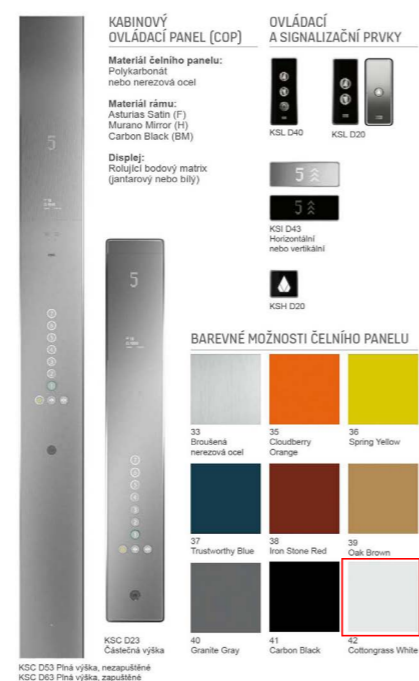 KABINOVÝ
OVLÁDACÍ PANEL (COP)
Materiál čelního panelu:
Polykarbonát
nebo nerezová ocel
Materiál rámu:
Asturias Satin (F)
Murano Mirror (H)
Carbon Black (BM)
Displej:
Rolující bodový matrix
(jantarový nebo bílý)
OVLÁDACÍ
A SIGNALIZAČNÍ PRVKY
KSL D40
KSL D20
5
5
KSI D43
Horizontální
nebo vertikální
KSH D20
5
5
BAREVNÉ MOŽNOSTI ČELNÍHO PANELU
33
Broušená
nerezová ocel
35
Cloudberry
Orange
36
Spring Yellow
37
Trustworthy Blue
38
Iron Stone Red
39
Oak Brown
40
Granite Gray
41
Carbon Black
42
Cottongrass White
KSC D23
Částečná výška
KSC D53 Plná výška, nezapuštěné
KSC D63 Plná výška, zapuštěné